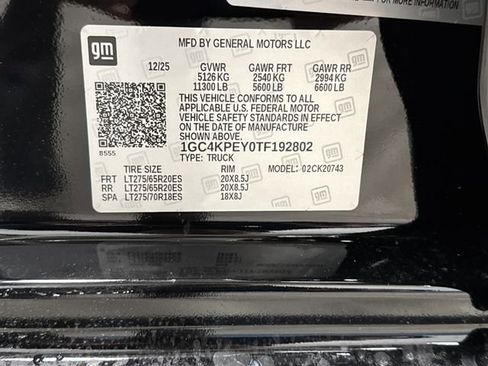 MORE INFORMATION
gm
MFD BY GENERAL MOTORS LLC
12/25 GVWR GAWR FRT GAWR RR
5126 KG 2540 KG 2994 KG
11300 LB 5600 LB 6600 LB
THIS VEHICLE CONFORMS TO ALL
APPLICABLE U.S. FEDERAL MOTOR
VEHICLE SAFETY STANDARDS IN EFFECT
ON THE DATE OF MANUFACTURE
SHOWN ABOVE.
B555 1GC4KPEY0TF192802
TYPE: TRUCK
TIRE SIZE RIM MODEL: 02CK20743
FRT LT275/65R20ES 20X8.5J
RR LT275/65R20ES 20X8.5J
SPA LT275/70R18ES 18X8J